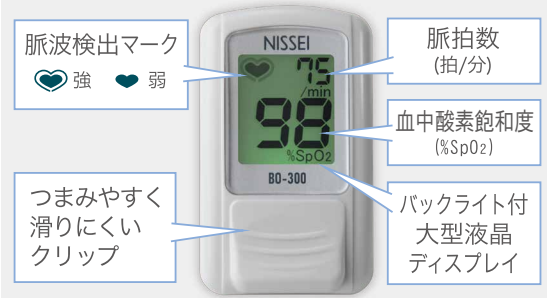 脈波検出マーク
強 弱
つまみやすく
滑りにくい
クリップ
NISSEI
75
/min
98
%SpO2
BO-300
脈拍数
(拍/分)
血中酸素飽和度
(%SpO2)
バックライト付
大型液晶
ディスプレイ